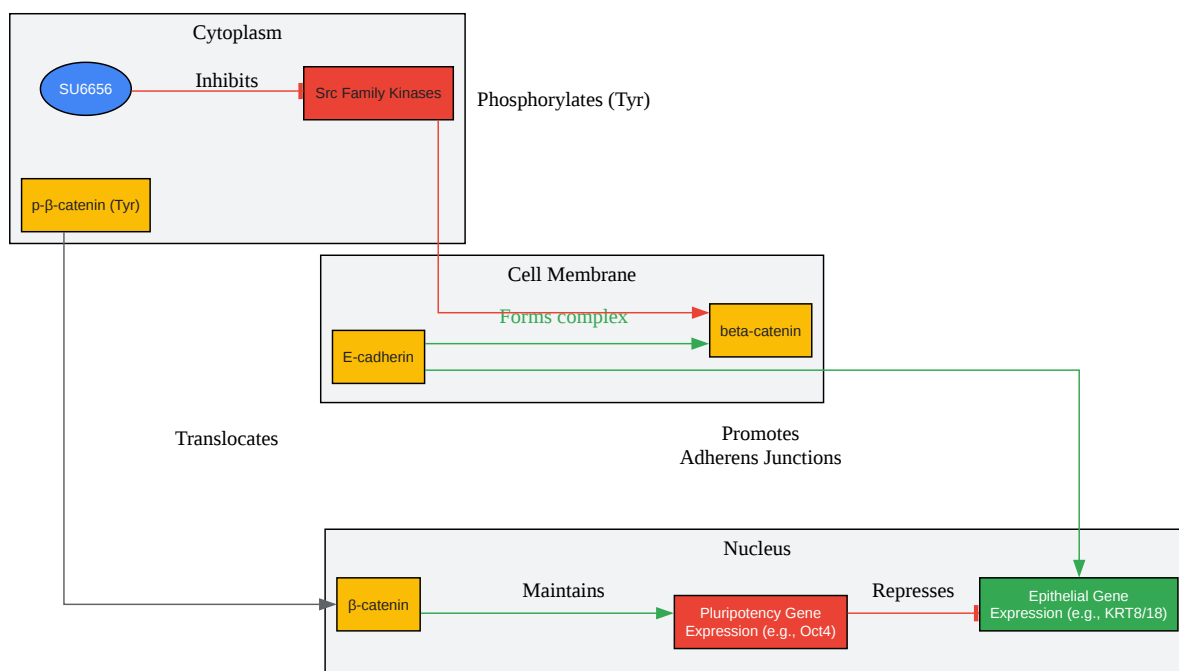 Cytoplasm
SU6656
Inhibits
Src Family Kinases
Phosphorylates (Tyr)
p-β-catenin (Tyr)
Cell Membrane
Forms complex
beta-catenin
E-cadherin
Translocates
Promotes
Adherens Junctions
Nucleus
β-catenin
Maintains
Pluripotency Gene
Expression (e.g., Oct4)
Represses
Epithelial Gene
Expression (e.g., KRT8/18)